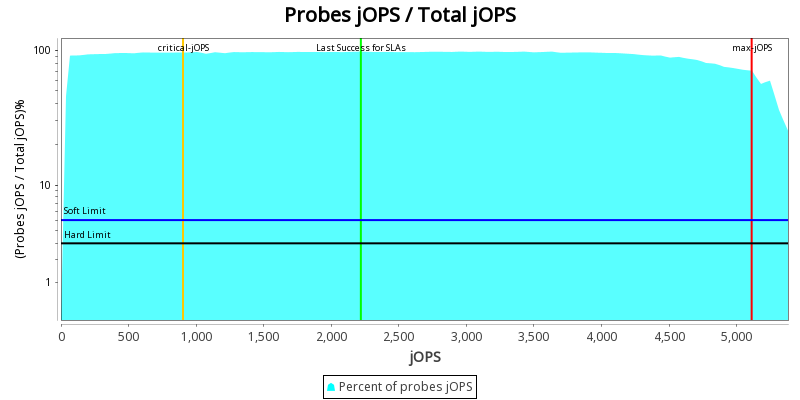 Probes jOPS / Total jOPS
(Probes jOPS / Total jOPS)%
100
10
1
critical-jOPS
Last Success for SLAs
max-jOPS
Soft Limit
Hard Limit
0 500 1,000 1,500 2,000 2,500 3,000 3,500 4,000 4,500 5,000
jOPS
Percent of probes jOPS